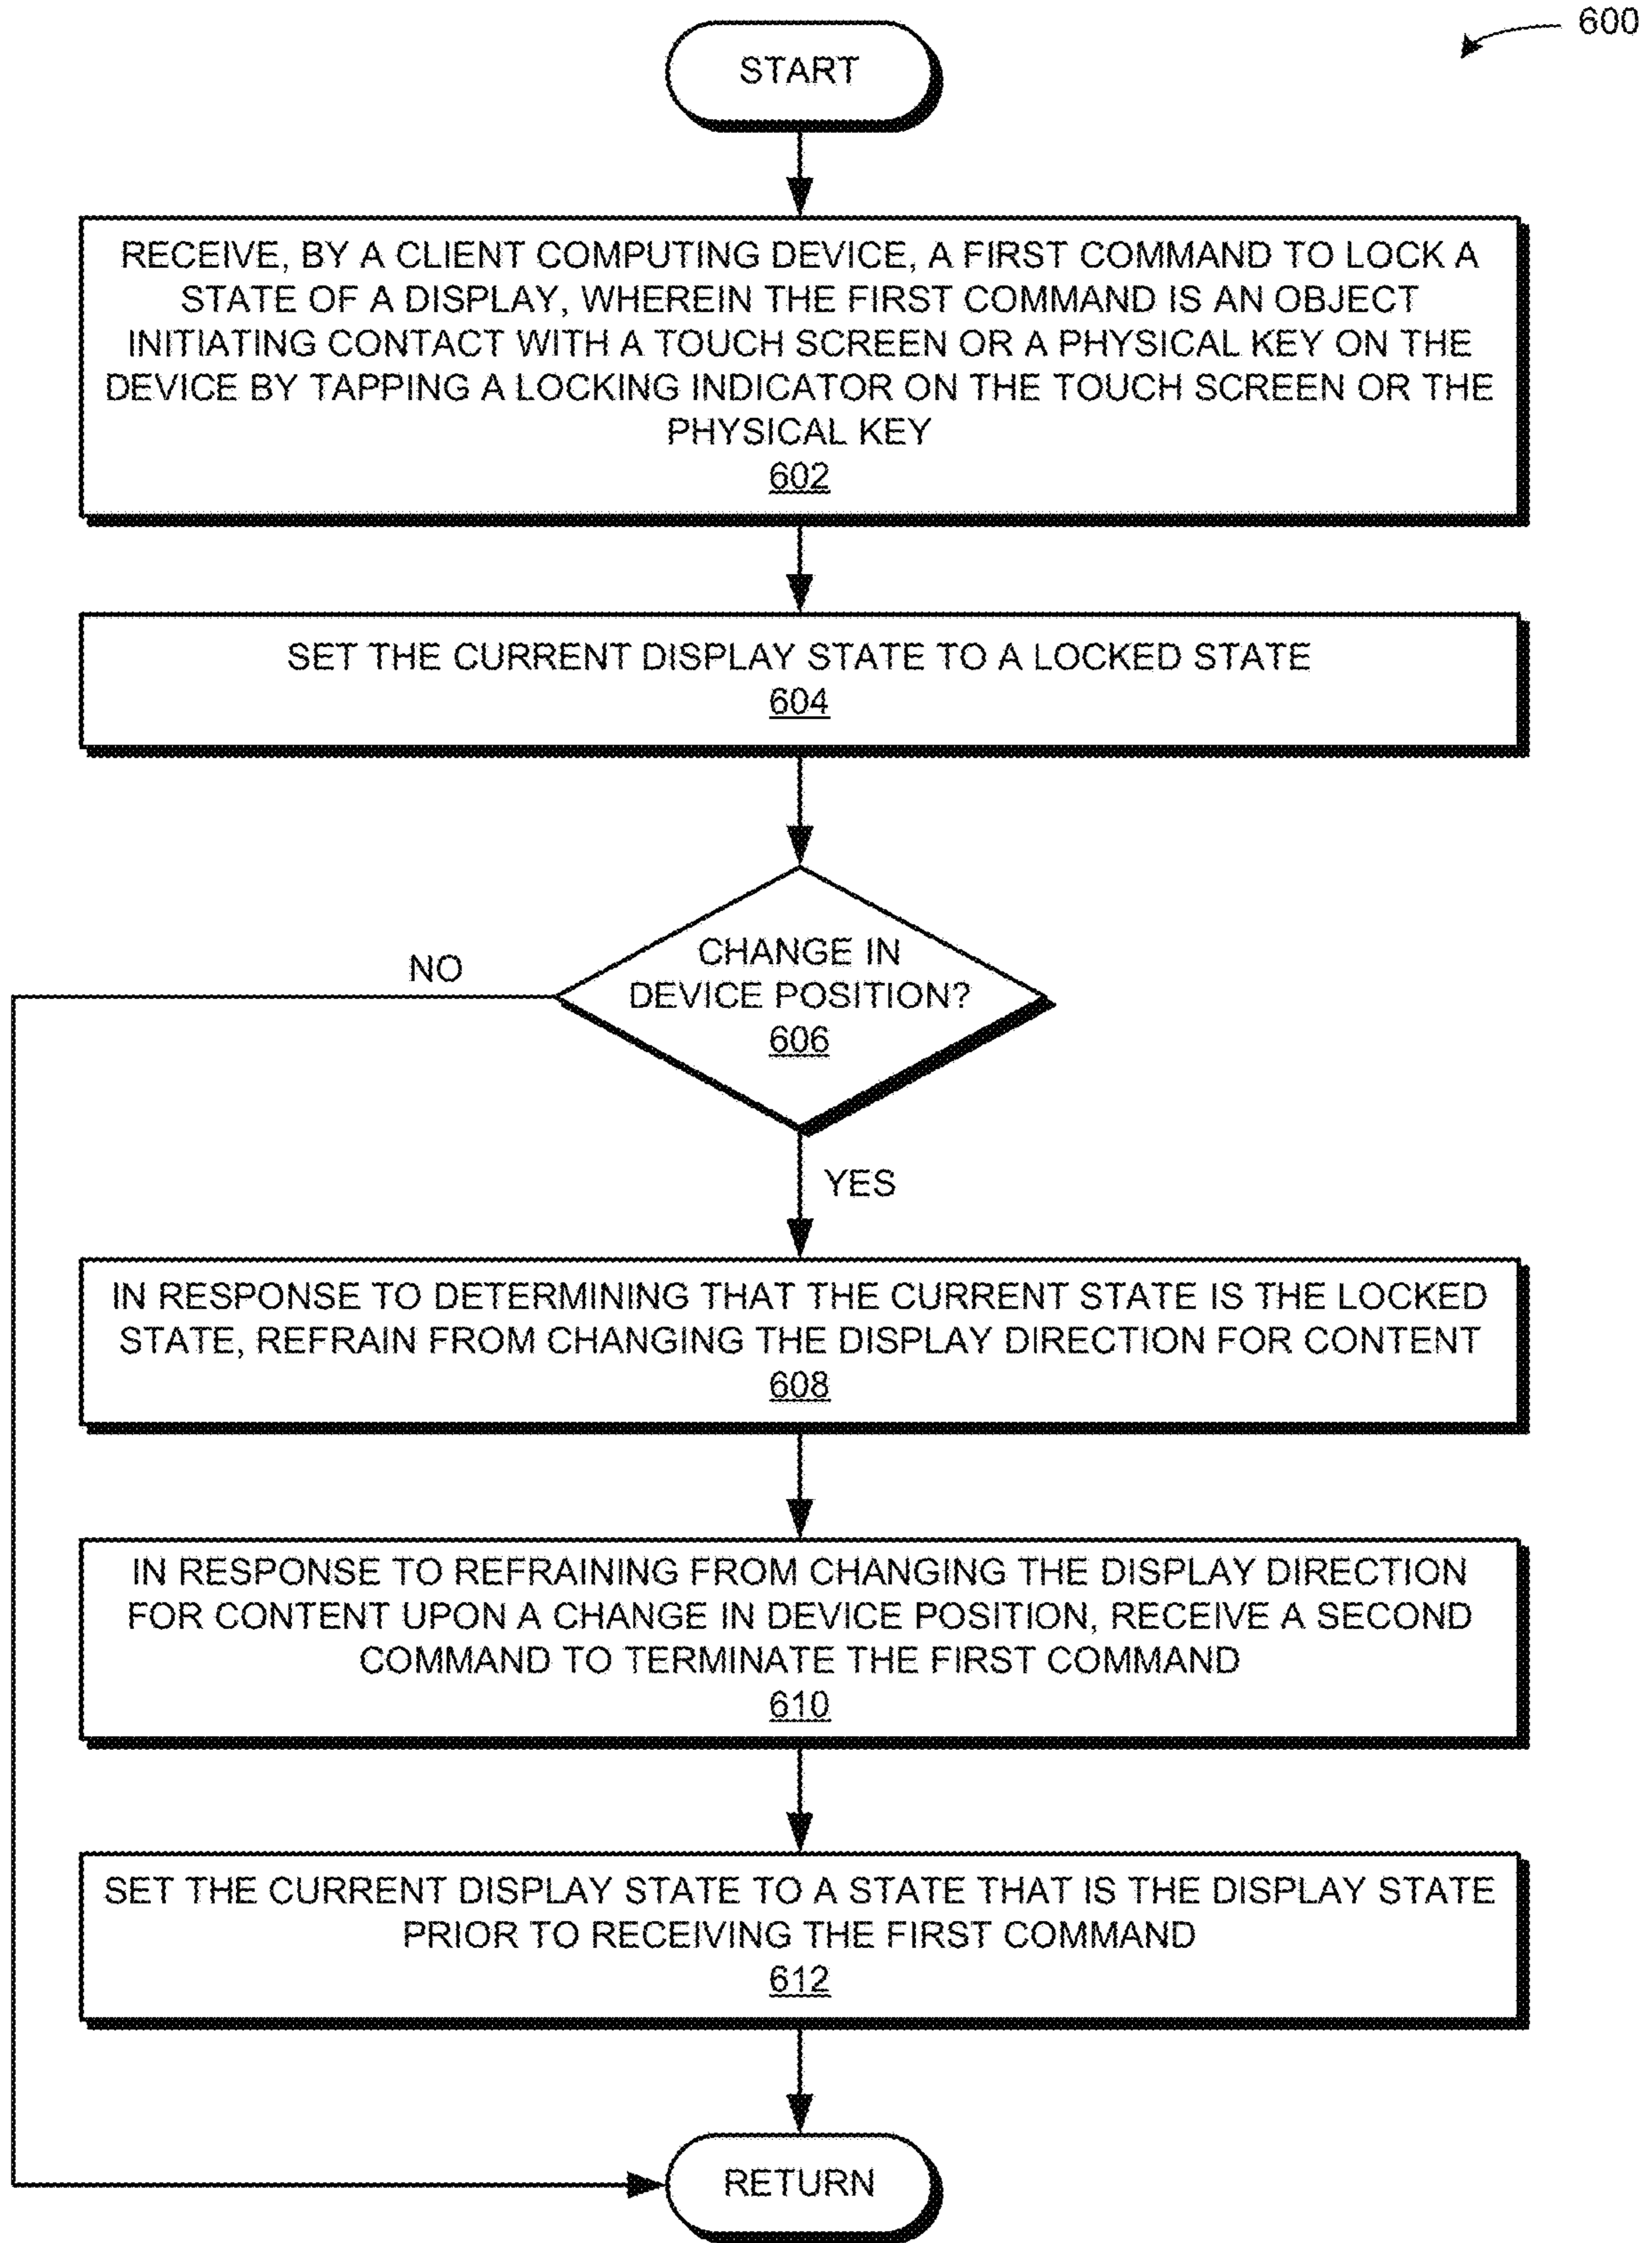 600
START
RECEIVE, BY A CLIENT COMPUTING DEVICE, A FIRST COMMAND TO LOCK A
STATE OF A DISPLAY, WHEREIN THE FIRST COMMAND IS AN OBJECT
INITIATING CONTACT WITH A TOUCH SCREEN OR A PHYSICAL KEY ON THE
DEVICE BY TAPPING A LOCKING INDICATOR ON THE TOUCH SCREEN OR THE
PHYSICAL KEY
602
SET THE CURRENT DISPLAY STATE TO A LOCKED STATE
604
CHANGE IN
DEVICE POSITION?
606
NO
YES
IN RESPONSE TO DETERMINING THAT THE CURRENT STATE IS THE LOCKED
STATE, REFRAIN FROM CHANGING THE DISPLAY DIRECTION FOR CONTENT
608
IN RESPONSE TO REFRAINING FROM CHANGING THE DISPLAY DIRECTION
FOR CONTENT UPON A CHANGE IN DEVICE POSITION, RECEIVE A SECOND
COMMAND TO TERMINATE THE FIRST COMMAND
610
SET THE CURRENT DISPLAY STATE TO A STATE THAT IS THE DISPLAY STATE
PRIOR TO RECEIVING THE FIRST COMMAND
612
RETURN